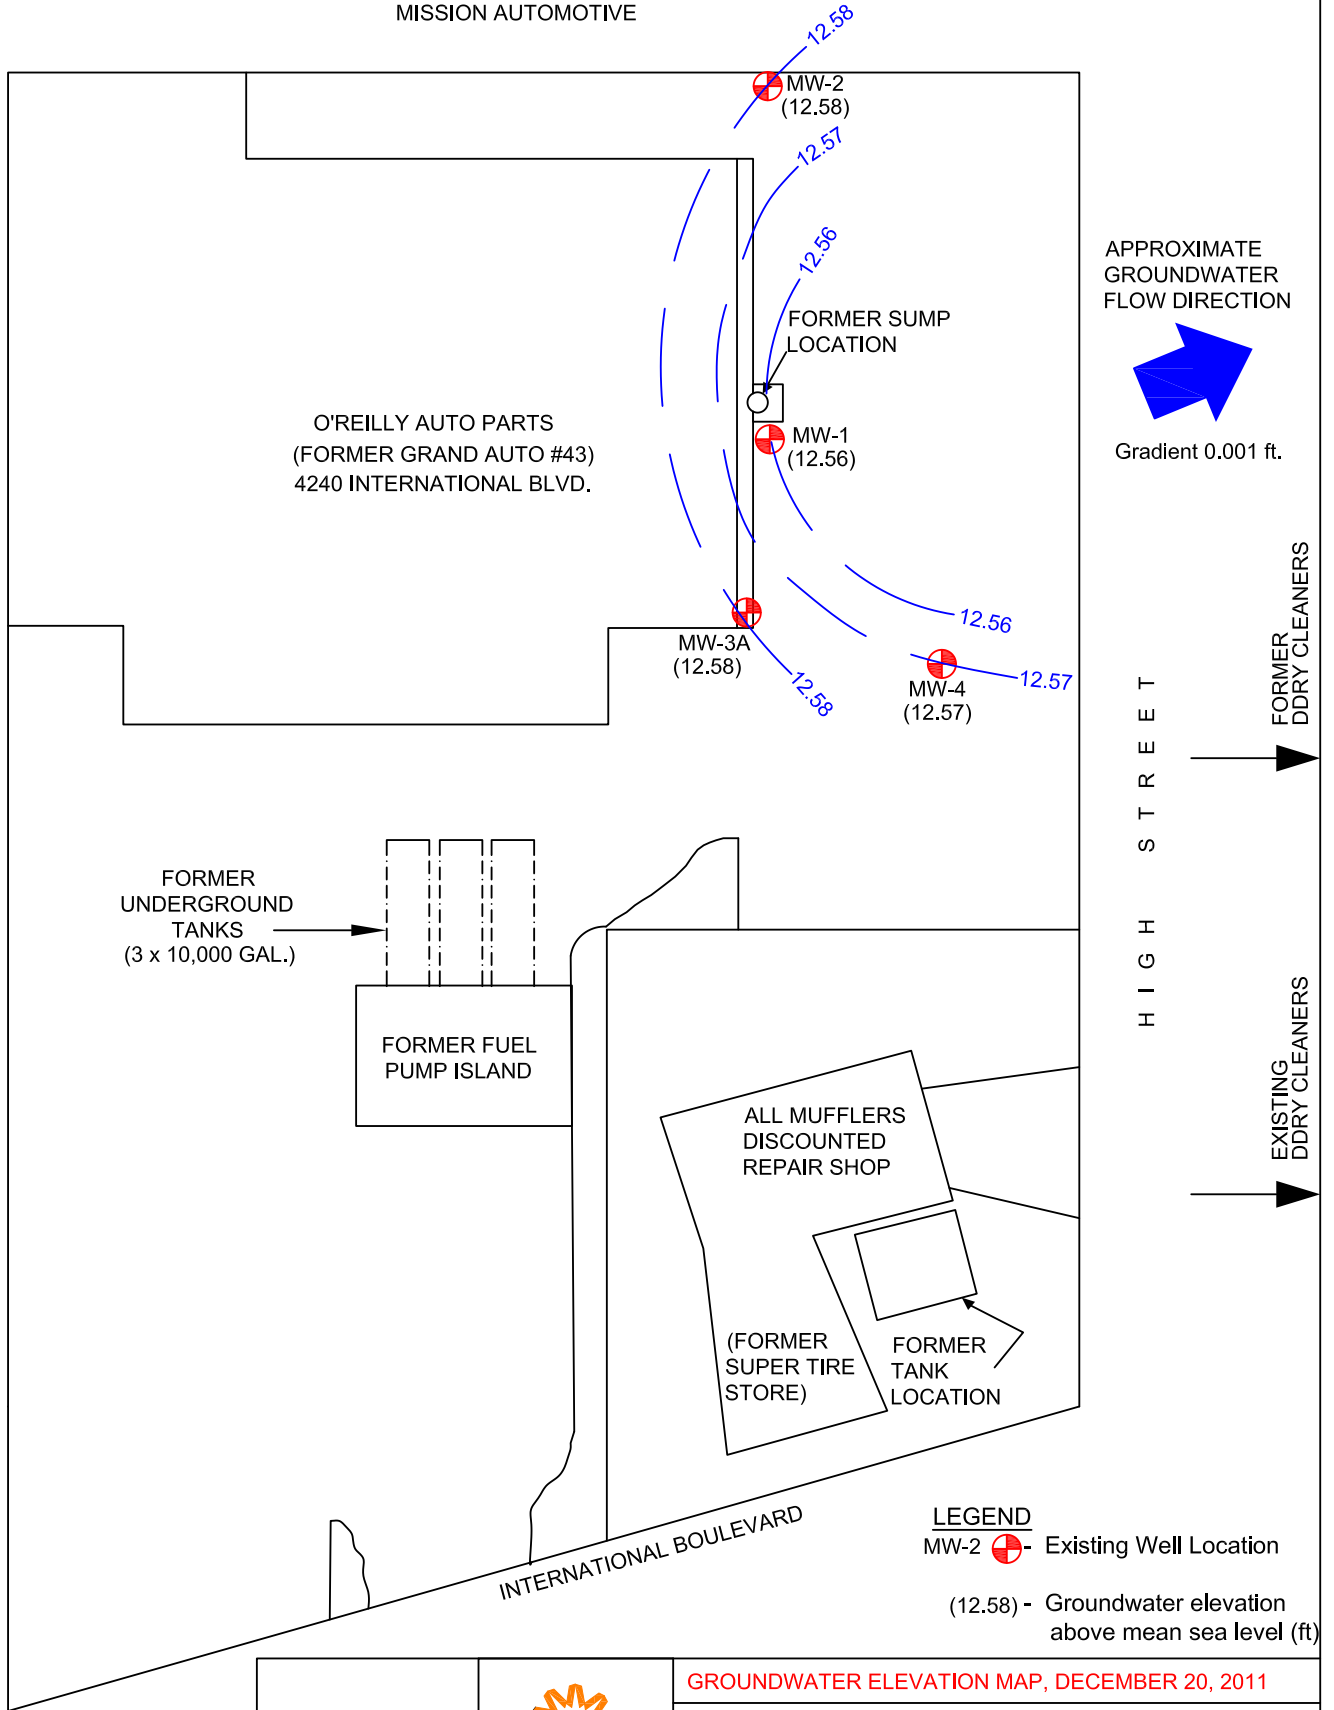 MISSION AUTOMOTIVE
12.58
MW-2
(12.58)
12.57
12.56
APPROXIMATE
GROUNDWATER
FLOW DIRECTION
FORMER SUMP
LOCATION
O'REILLY AUTO PARTS
(FORMER GRAND AUTO #43)
4240 INTERNATIONAL BLVD.
MW-1
(12.56)
Gradient 0.001 ft.
12.56
MW-3A
(12.58)
12.58
12.57
MW-4
(12.57)
FORMER
DDRY CLEANERS
HIGH STREET
FORMER
UNDERGROUND
TANKS
(3 x 10,000 GAL.)
FORMER FUEL
PUMP ISLAND
EXISTING
DDRY CLEANERS
ALL MUFFLERS
DISCOUNTED
REPAIR SHOP
(FORMER
SUPER TIRE
STORE)
FORMER
TANK
LOCATION
INTERNATIONAL BOULEVARD
LEGEND
MW-2 - Existing Well Location
(12.58) - Groundwater elevation
above mean sea level (ft)
GROUNDWATER ELEVATION MAP, DECEMBER 20, 2011